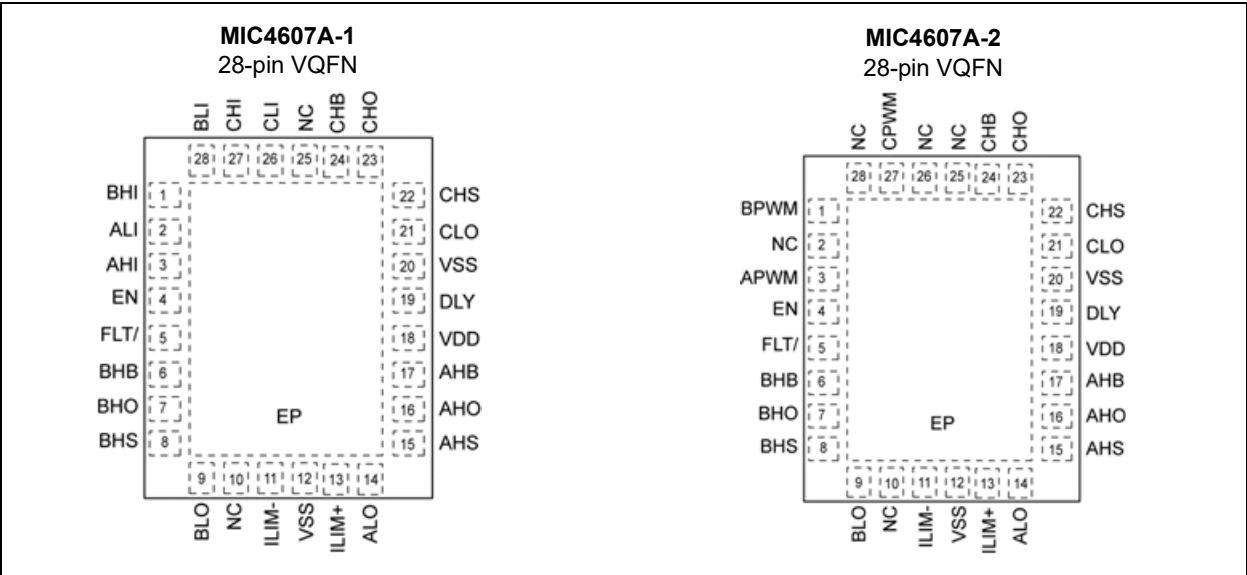 MIC4607A-1
28-pin VQFN
BLI CHI CLI NC CHB CHO
28 27 26 25 24 23
BHI 1
ALI 2
AHI 3
EN 4
FLT/ 5
BHB 6
BHO 7
BHS 8
22 CHS
21 CLO
20 VSS
19 DLY
18 VDD
17 AHB
16 AHO
15 AHS
EP
9 10 11 12 13 14
BLO NC ILIM- VSS ILIM+ ALO
MIC4607A-2
28-pin VQFN
NC CPWM NC NC CHB CHO
28 27 26 25 24 23
BPWM 1
NC 2
APWM 3
EN 4
FLT/ 5
BHB 6
BHO 7
BHS 8
22 CHS
21 CLO
20 VSS
19 DLY
18 VDD
17 AHB
16 AHO
15 AHS
EP
9 10 11 12 13 14
BLO NC ILIM- VSS ILIM+ ALO